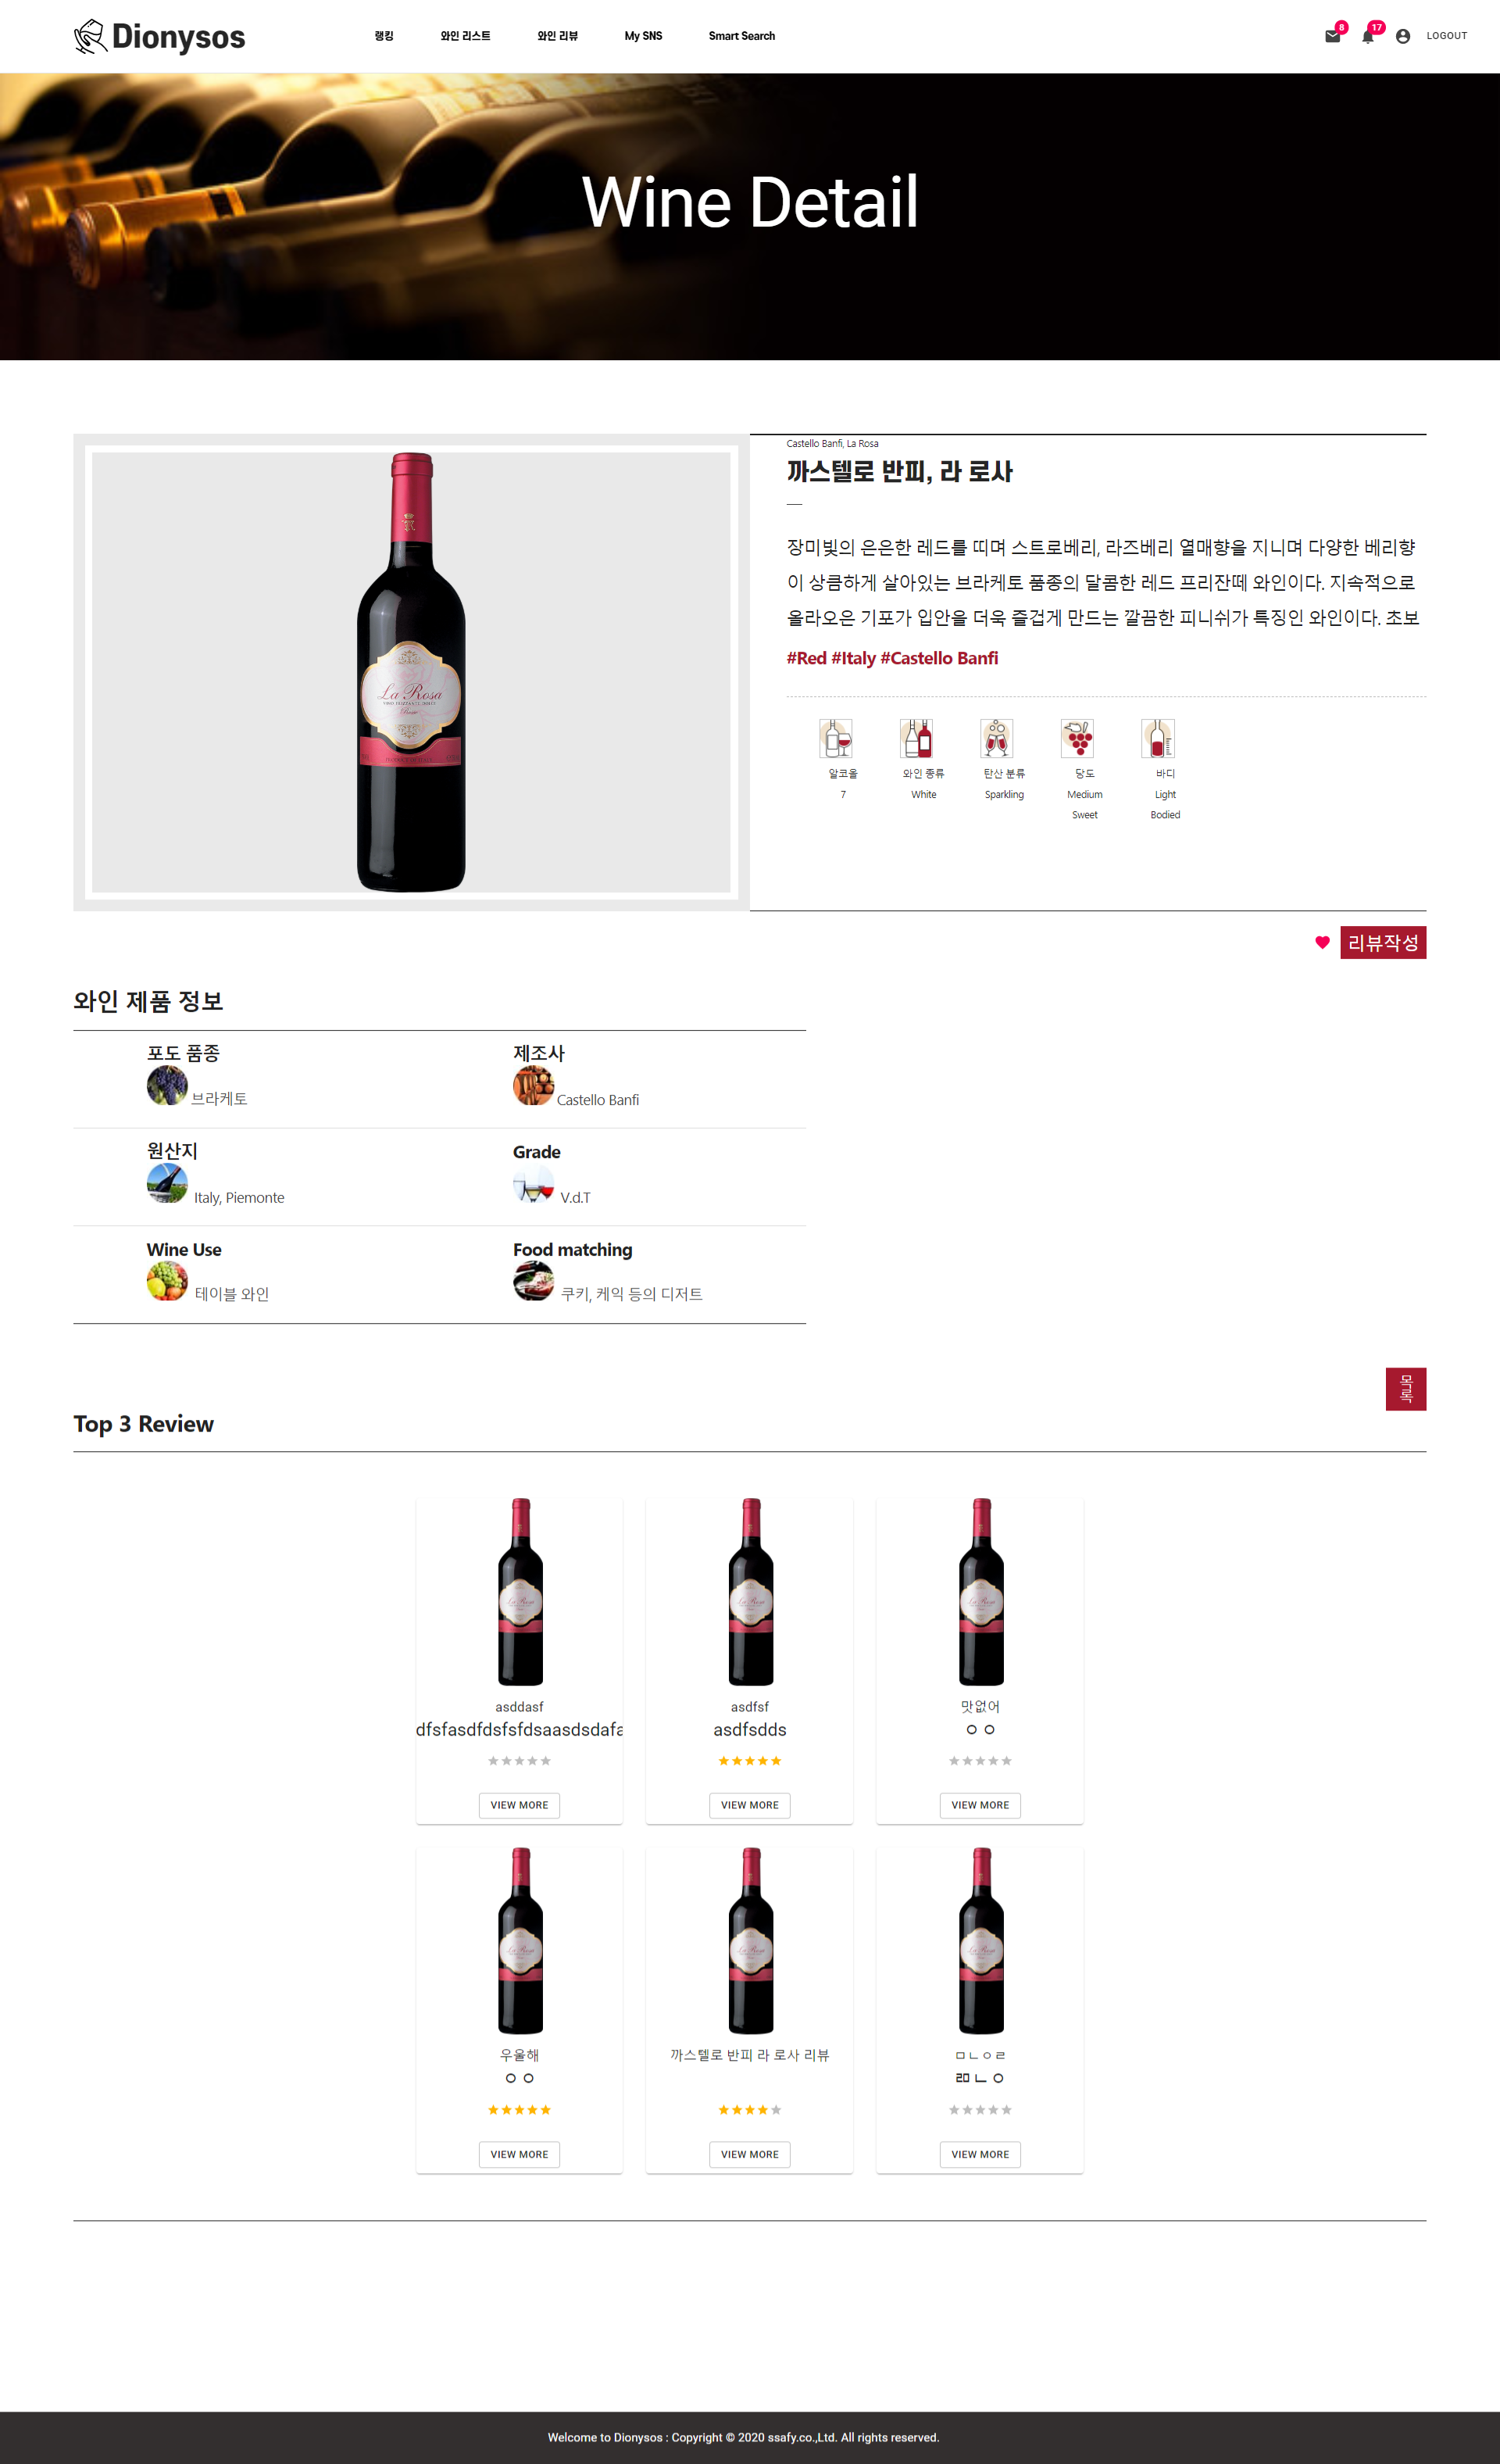 Dionysos
랭킹 와인 리스트 와인 리뷰 My SNS Smart Search
8 17 LOGOUT
Wine Detail
Castello Banfi, La Rosa
까스텔로 반피, 라 로사
장미빛의 은은한 레드를 띠며 스트로베리, 라즈베리 열매향을 지니며 다양한 베리향
이 상큼하게 살아있는 브라케토 품종의 달콤한 레드 프리잔떼 와인이다. 지속적으로
올라오은 기포가 입안을 더욱 즐겁게 만드는 깔끔한 피니쉬가 특징인 와인이다. 초보
#Red #Italy #Castello Banfi
La Rosa
알코올 와인 종류 탄산 분류 당도 바디
7 White Sparkling Medium Light
Sweet Bodied
리뷰작성
와인 제품 정보
포도 품종 제조사
브라케토 Castello Banfi
원산지 Grade
Italy, Piemonte V.d.T
Wine Use Food matching
테이블 와인 쿠키, 케익 등의 디저트
목
록
Top 3 Review
asddasf asdfsf 맛없어
dfsfasdfdsfsfdsaasdsdafa asdfsdds ㅇㅇ
VIEW MORE VIEW MORE VIEW MORE
우울해 까스텔로 반피 라 로사 리뷰 ㅁㄴㅇㄹ
ㅇㅇ ㄻㄴㅇ
VIEW MORE VIEW MORE VIEW MORE
Welcome to Dionysos : Copyright © 2020 ssafy.co.,Ltd. All rights reserved.